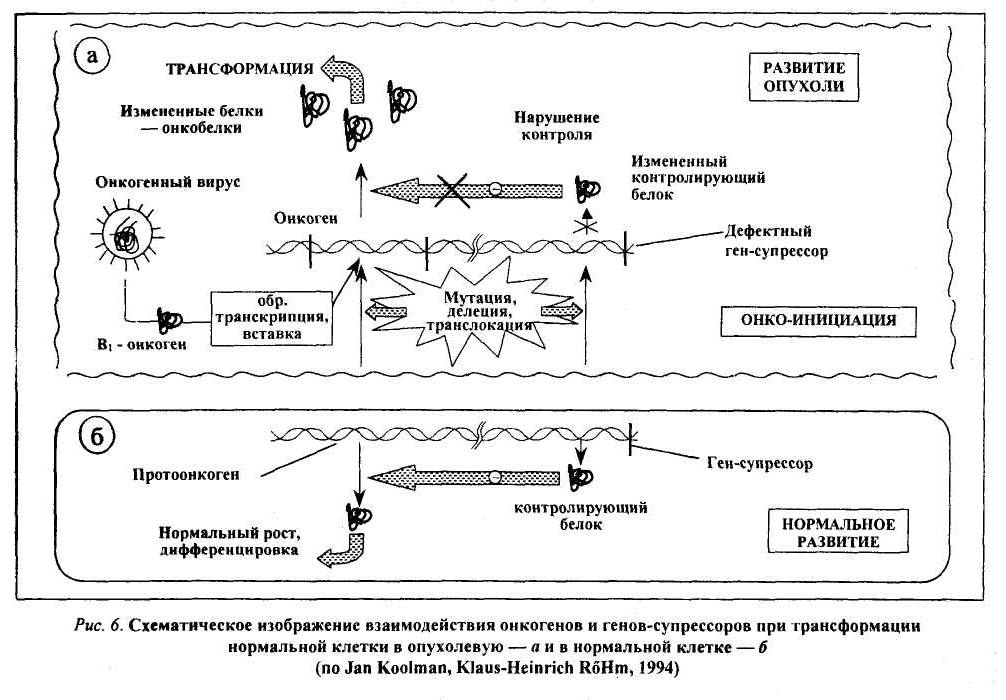 а
ТРАНСФОРМАЦИЯ
РАЗВИТИЕ
ОПУХОЛИ
Измененные белки
— онкобелки
Нарушение
контроля
Измененный
контролирующий
белок
Онкогенный вирус
Онкоген
Дефектный
ген-супрессор
обр.
транскрипция,
вставка
Мутация,
делеция,
транслокация
ОНКО-ИНИЦИАЦИЯ
В₁ - онкоген
б
Протоонкоген
Ген-супрессор
контролирующий
белок
Нормальный рост,
дифференцировка
НОРМАЛЬНОЕ
РАЗВИТИЕ
Рис. 6. Схематическое изображение взаимодействия онкогенов и генов-супрессоров при трансформации
нормальной клетки в опухолевую — а и в нормальной клетке — б
(по Jan Koolman, Klaus-Heinrich RőHm, 1994)